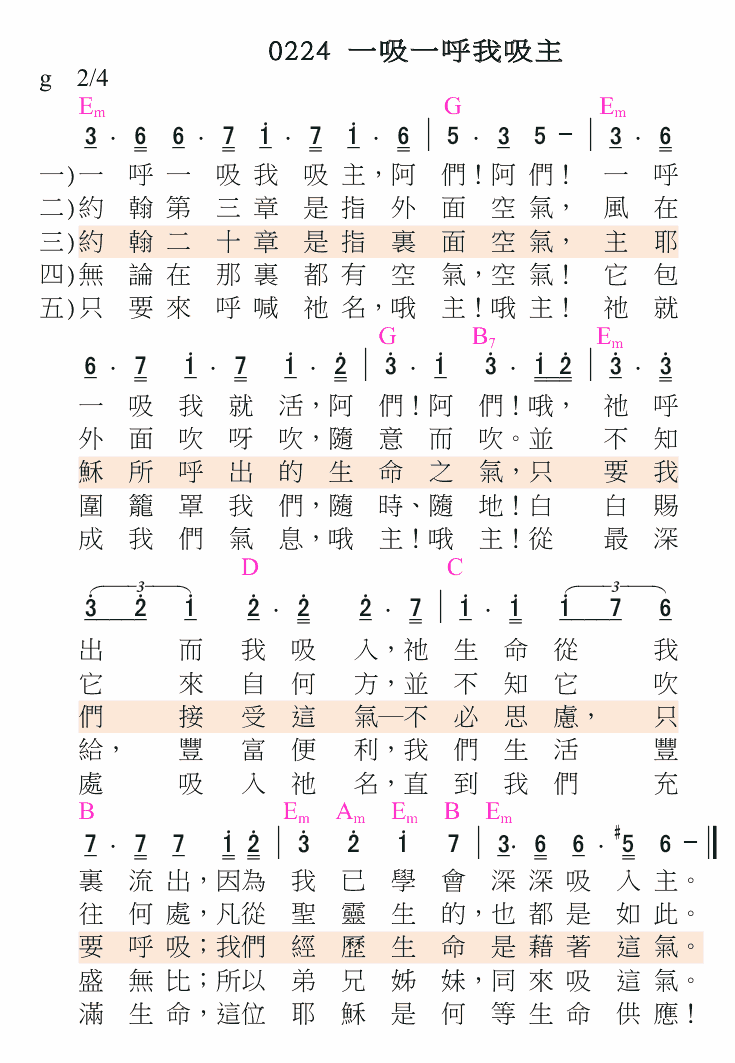 0224 一吸一呼我吸主
g 2/4
Em G Em
3 · 6 6 · 7 i · 7 i · 6 | 5 · 3 5 – | 3 · 6
一)一呼一吸我吸主,阿們!阿們!一呼
二)約翰第三章是指外面空氣,風在
三)約翰二十章是指裏面空氣,主耶
四)無論在那裏都有空氣,空氣!它包
五)只要來呼喊祂名,哦主!哦主!祂就
G B7 Em
6 · 7 i · 7 i · 2̇ | 3̇ · i 3̇ · i 2̇ | 3̇ · 3̇
一吸我就活,阿們!阿們!哦,祂呼
外面吹呀吹,隨意而吹。並不知
穌所呼出的生命之氣,只要我
圍籠罩我們,隨時、隨地!白白賜
成我們氣息,哦主!哦主!從最深
D C
3 3
3̇ 2̇ i 2̇ · 2̇ 2̇ · 7 | i · i i 7 6
出而我吸入,祂生命從我
它來自何方,並不知它吹
們接受這氣—不必思慮,只
給,豐富便利,我們生活豐
處吸入祂名,直到我們充
B Em Am Em B Em
7 · 7 7 i 2̇ | 3̇ 2̇ i 7 | 3· 6 6 · #5 6 – ||
裏流出,因為我已學會深深吸入主。
往何處,凡從聖靈生的,也都是如此。
要呼吸;我們經歷生命是藉著這氣。
盛無比;所以弟兄姊妹,同來吸這氣。
滿生命,這位耶穌是何等生命供應!